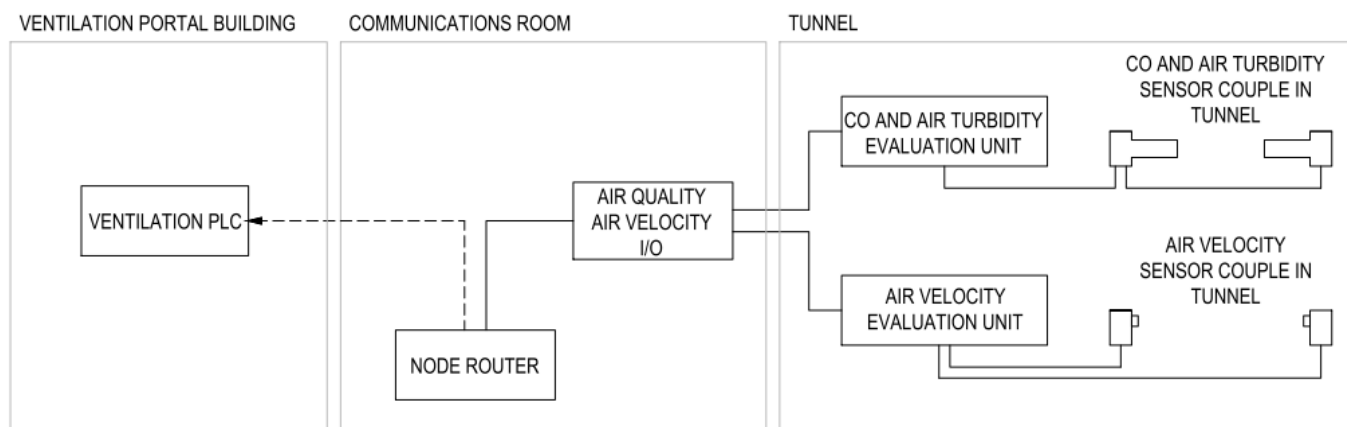 VENTILATION PORTAL BUILDING
COMMUNICATIONS ROOM
TUNNEL
VENTILATION PLC
AIR QUALITY
AIR VELOCITY
I/O
NODE ROUTER
CO AND AIR TURBIDITY
EVALUATION UNIT
CO AND AIR TURBIDITY
SENSOR COUPLE IN
TUNNEL
AIR VELOCITY
EVALUATION UNIT
AIR VELOCITY
SENSOR COUPLE IN
TUNNEL